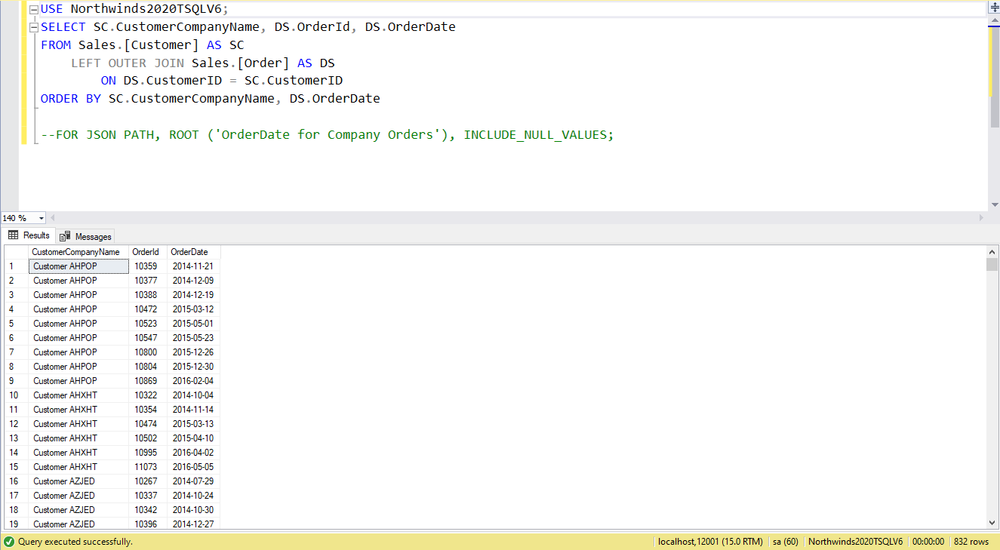 USE Northwinds2020TSQLV6;
SELECT SC.CustomerCompanyName, DS.OrderId, DS.OrderDate
FROM Sales.[Customer] AS SC
LEFT OUTER JOIN Sales.[Order] AS DS
ON DS.CustomerID = SC.CustomerID
ORDER BY SC.CustomerCompanyName, DS.OrderDate
--FOR JSON PATH, ROOT ('OrderDate for Company Orders'), INCLUDE_NULL_VALUES;
140 %
Results Messages
CustomerCompanyName OrderId OrderDate
1 Customer AHPOP 10359 2014-11-21
2 Customer AHPOP 10377 2014-12-09
3 Customer AHPOP 10388 2014-12-19
4 Customer AHPOP 10472 2015-03-12
5 Customer AHPOP 10523 2015-05-01
6 Customer AHPOP 10547 2015-05-23
7 Customer AHPOP 10800 2015-12-26
8 Customer AHPOP 10804 2015-12-30
9 Customer AHPOP 10869 2016-02-04
10 Customer AHXHT 10322 2014-10-04
11 Customer AHXHT 10354 2014-11-14
12 Customer AHXHT 10474 2015-03-13
13 Customer AHXHT 10502 2015-04-10
14 Customer AHXHT 10995 2016-04-02
15 Customer AHXHT 11073 2016-05-05
16 Customer AZJED 10267 2014-07-29
17 Customer AZJED 10337 2014-10-24
18 Customer AZJED 10342 2014-10-30
19 Customer AZJED 10396 2014-12-27
Query executed successfully. localhost,12001 (15.0 RTM) sa (60) Northwinds2020TSQLV6 00:00:00 832 rows